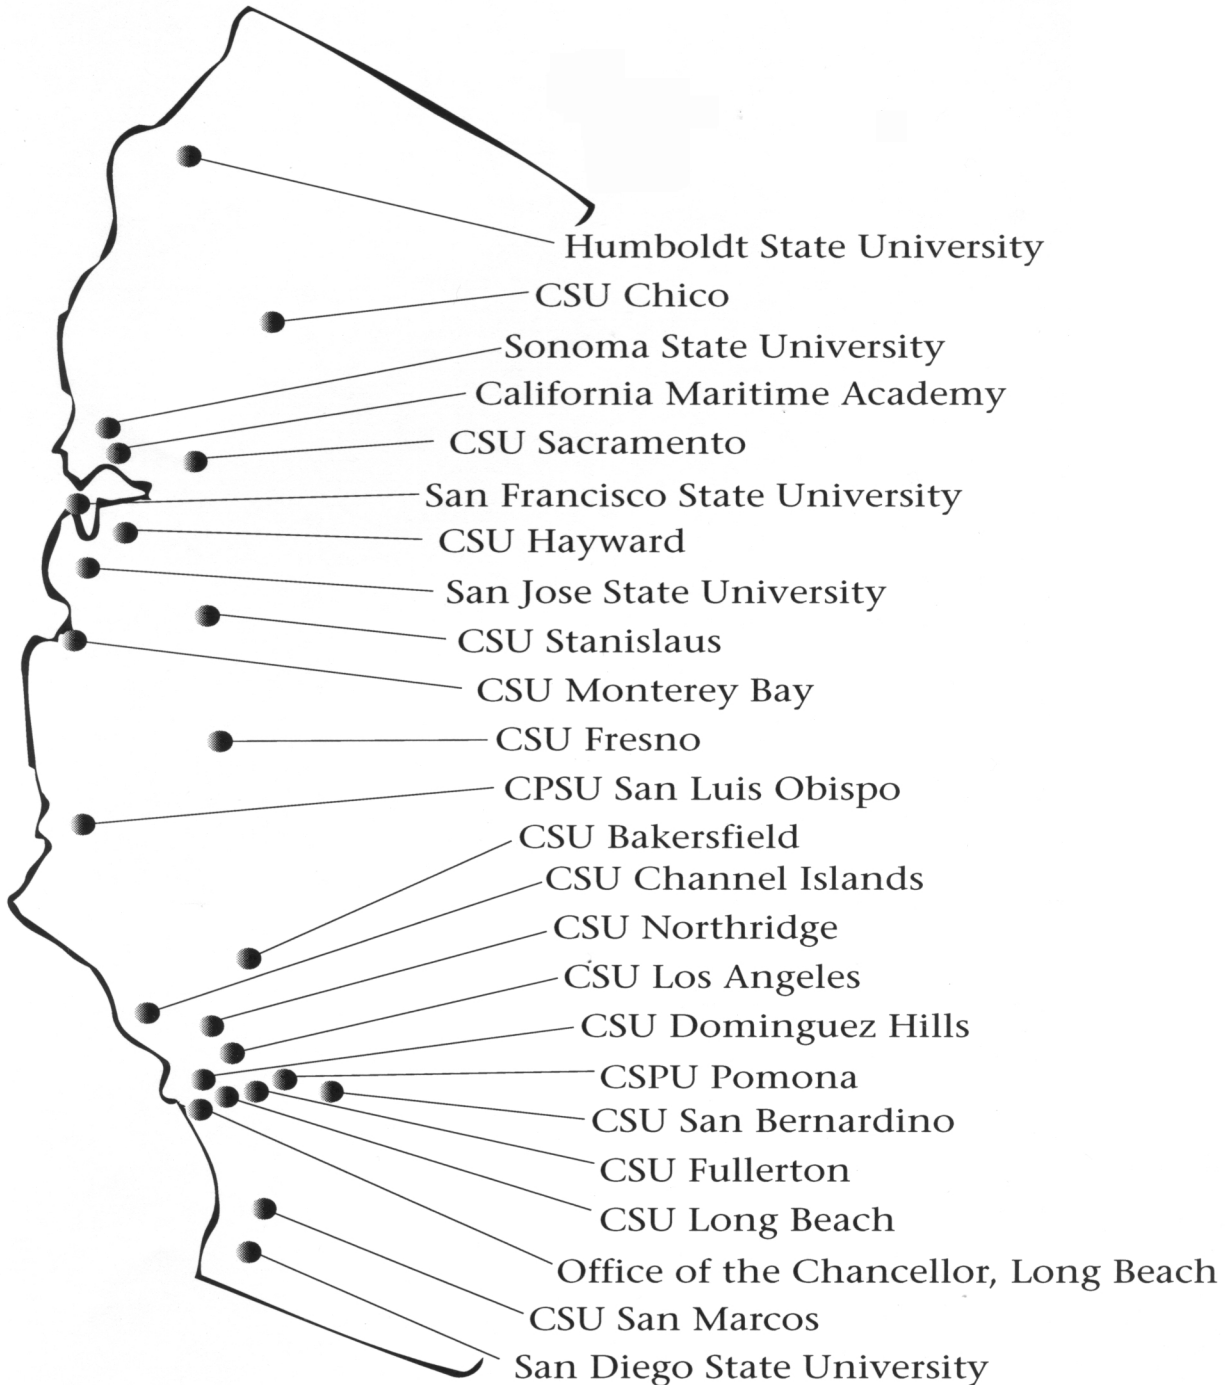 Humboldt State University
CSU Chico
Sonoma State University
California Maritime Academy
CSU Sacramento
San Francisco State University
CSU Hayward
San Jose State University
CSU Stanislaus
CSU Monterey Bay
CSU Fresno
CPSU San Luis Obispo
CSU Bakersfield
CSU Channel Islands
CSU Northridge
CSU Los Angeles
CSU Dominguez Hills
CSPU Pomona
CSU San Bernardino
CSU Fullerton
CSU Long Beach
Office of the Chancellor, Long Beach
CSU San Marcos
San Diego State University